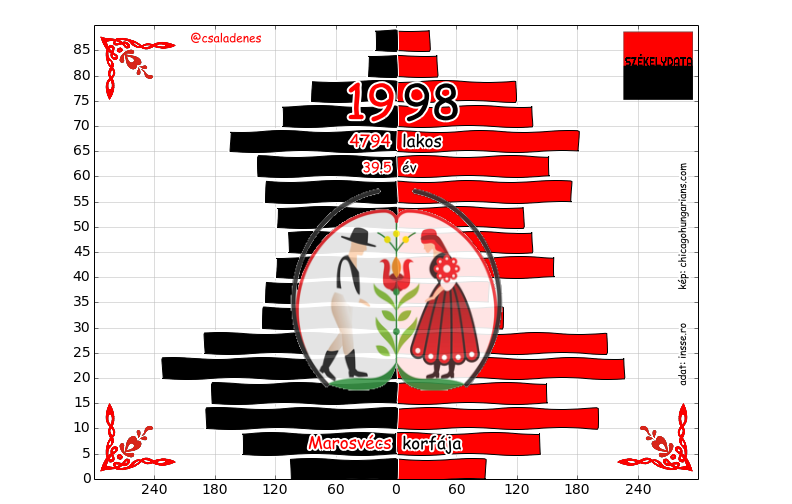 @csaladenes
SZÉKELYDATA
1998
4794 lakos
39.5 év
Marosvécs korfája
kép: chicagohungarians.com
adat: insse.ro
85
80
75
70
65
60
55
50
45
40
35
30
25
20
15
10
5
0
240 180 120 60 0 60 120 180 240